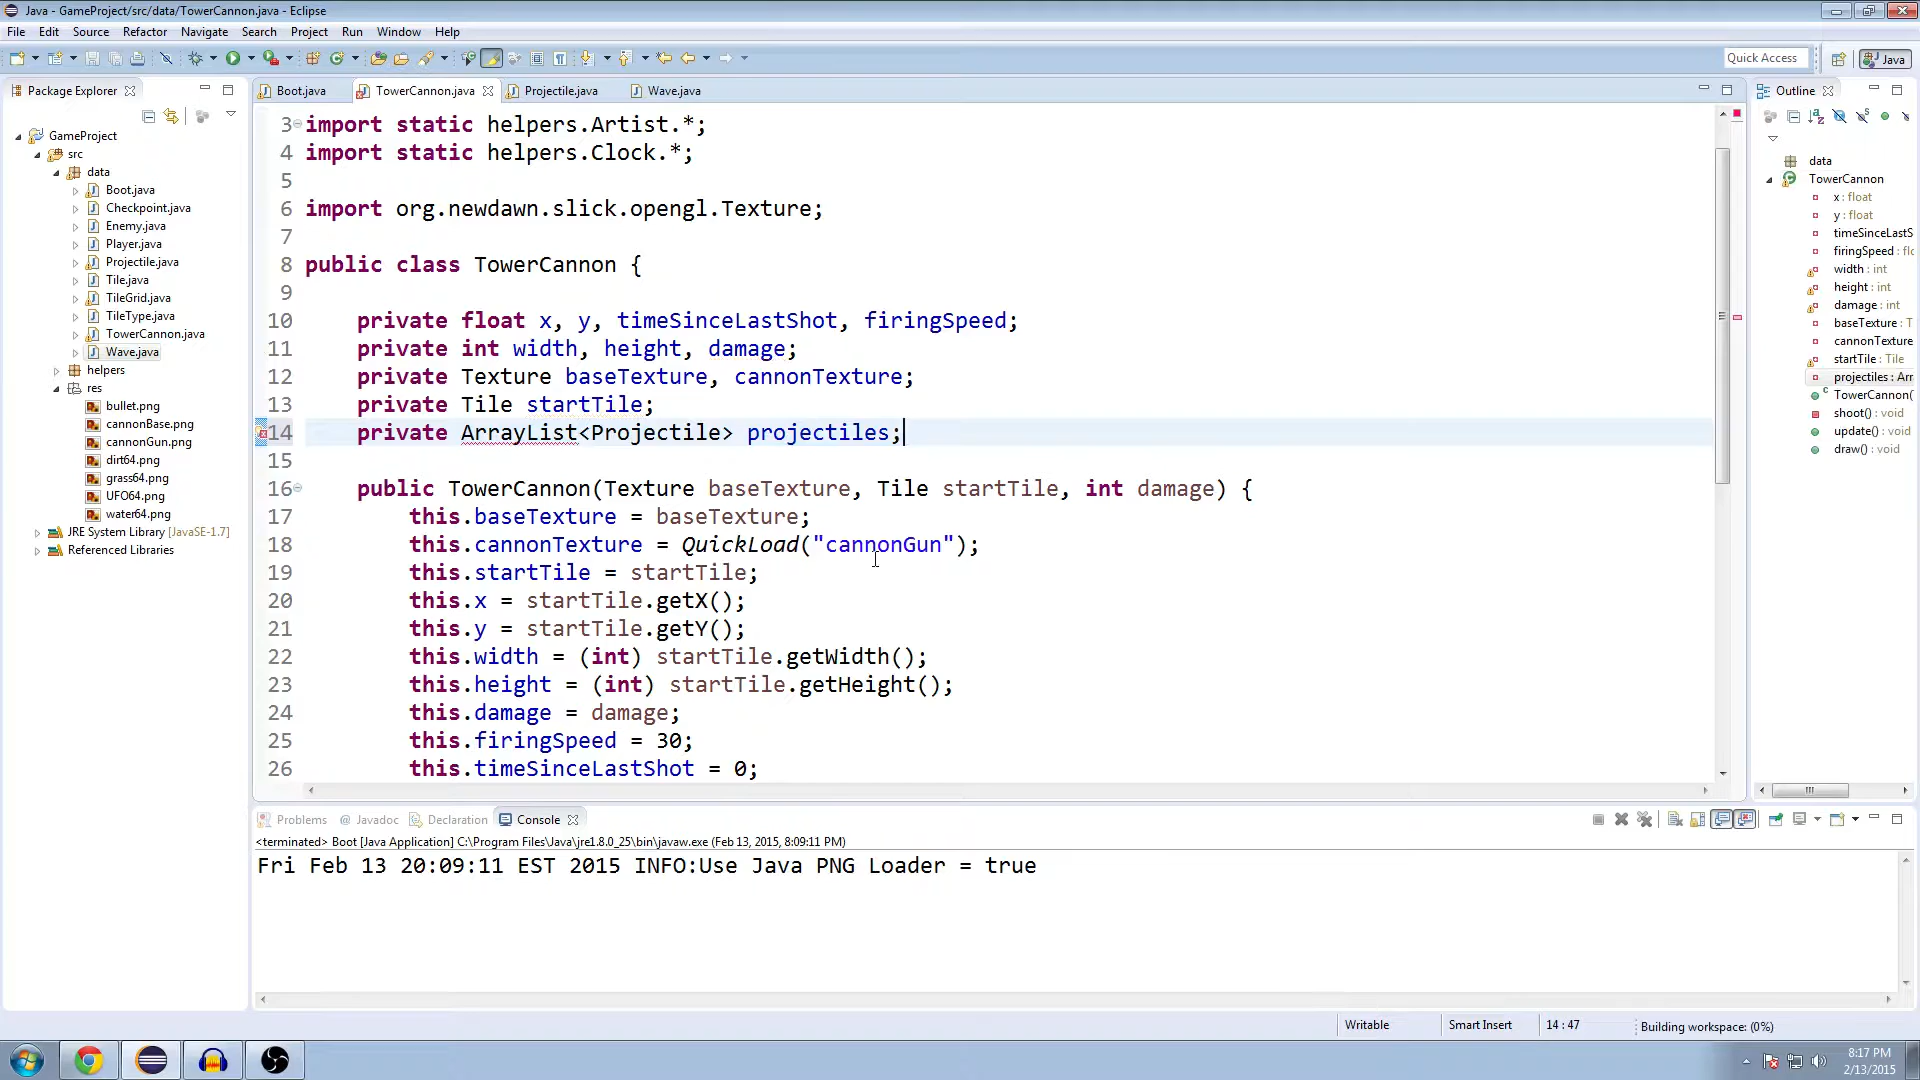 Java - GameProject/src/data/TowerCannon.java - Eclipse
File Edit Source Refactor Navigate Search Project Run Window Help
Quick Access
Java
Package Explorer
GameProject
src
data
Boot.java
Checkpoint.java
Enemy.java
Player.java
Projectile.java
Tile.java
TileGrid.java
TileType.java
TowerCannon.java
Wave.java
helpers
res
bullet.png
cannonBase.png
cannonGun.png
dirt64.png
grass64.png
UFO64.png
water64.png
JRE System Library [JavaSE-1.7]
Referenced Libraries
Boot.java TowerCannon.java Projectile.java Wave.java
3 import static helpers.Artist.*;
4 import static helpers.Clock.*;
5
6 import org.newdawn.slick.opengl.Texture;
7
8 public class TowerCannon {
9
10 private float x, y, timeSinceLastShot, firingSpeed;
11 private int width, height, damage;
12 private Texture baseTexture, cannonTexture;
13 private Tile startTile;
14 private ArrayList<Projectile> projectiles;
15
16 public TowerCannon(Texture baseTexture, Tile startTile, int damage) {
17 this.baseTexture = baseTexture;
18 this.cannonTexture = QuickLoad("cannonGun");
19 this.startTile = startTile;
20 this.x = startTile.getX();
21 this.y = startTile.getY();
22 this.width = (int) startTile.getWidth();
23 this.height = (int) startTile.getHeight();
24 this.damage = damage;
25 this.firingSpeed = 30;
26 this.timeSinceLastShot = 0;
Outline
data
TowerCannon
x : float
y : float
timeSinceLastS
firingSpeed : flo
width : int
height : int
damage : int
baseTexture : T
cannonTexture
startTile : Tile
projectiles : Arr
TowerCannon(
shoot() : void
update() : void
draw() : void
Problems @ Javadoc Declaration Console
<terminated> Boot [Java Application] C:\Program Files\Java\jre1.8.0_25\bin\javaw.exe (Feb 13, 2015, 8:09:11 PM)
Fri Feb 13 20:09:11 EST 2015 INFO:Use Java PNG Loader = true
Writable Smart Insert 14 : 47 Building workspace: (0%)
8:17 PM
2/13/2015